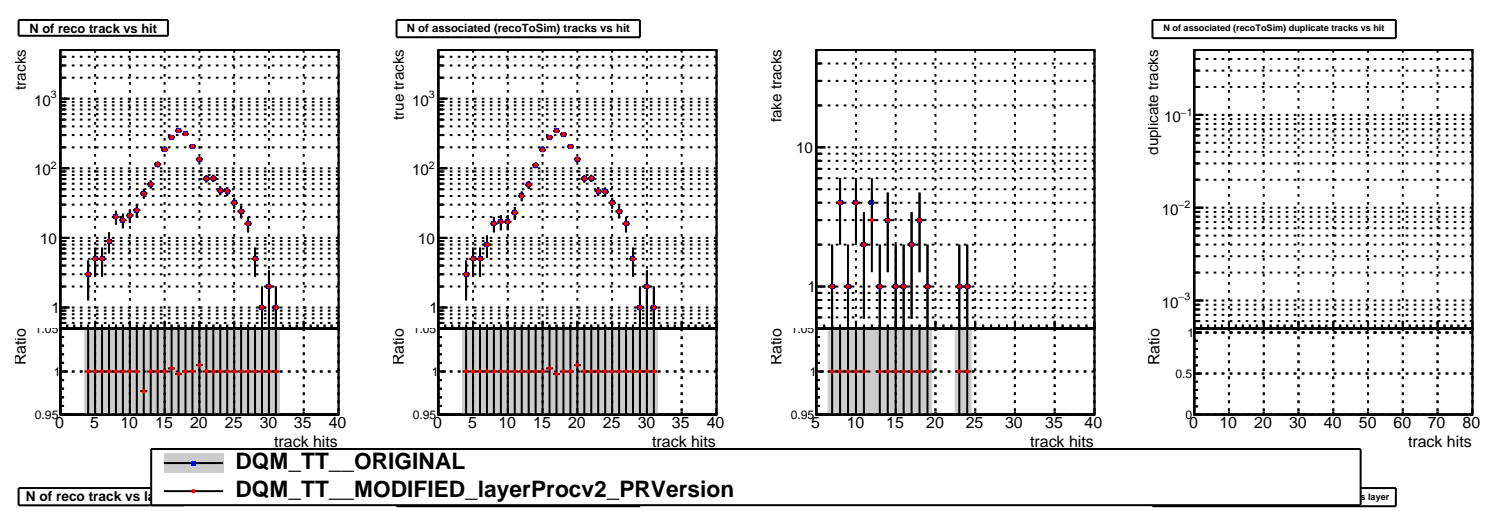 N of reco track vs hit
N of associated (recoToSim) tracks vs hit
N of associated (recoToSim) duplicate tracks vs hit
tracks
10³
10²
10
1
Ratio
1.05
1
0.95
0 5 10 15 20 25 30 35 40
track hits
true tracks
10³
10²
10
1
Ratio
1.05
1
0.95
0 5 10 15 20 25 30 35 40
track hits
fake tracks
10
1
Ratio
1.05
1
0.95
5 10 15 20 25 30 35 40
track hits
duplicate tracks
10⁻¹
10⁻²
10⁻³
Ratio
1
0.5
0
0 10 20 30 40 50 60 70 80
track hits
DQM_TT__ORIGINAL
DQM_TT__MODIFIED_layerProcv2_PRVersion
N of reco track vs la
s layer